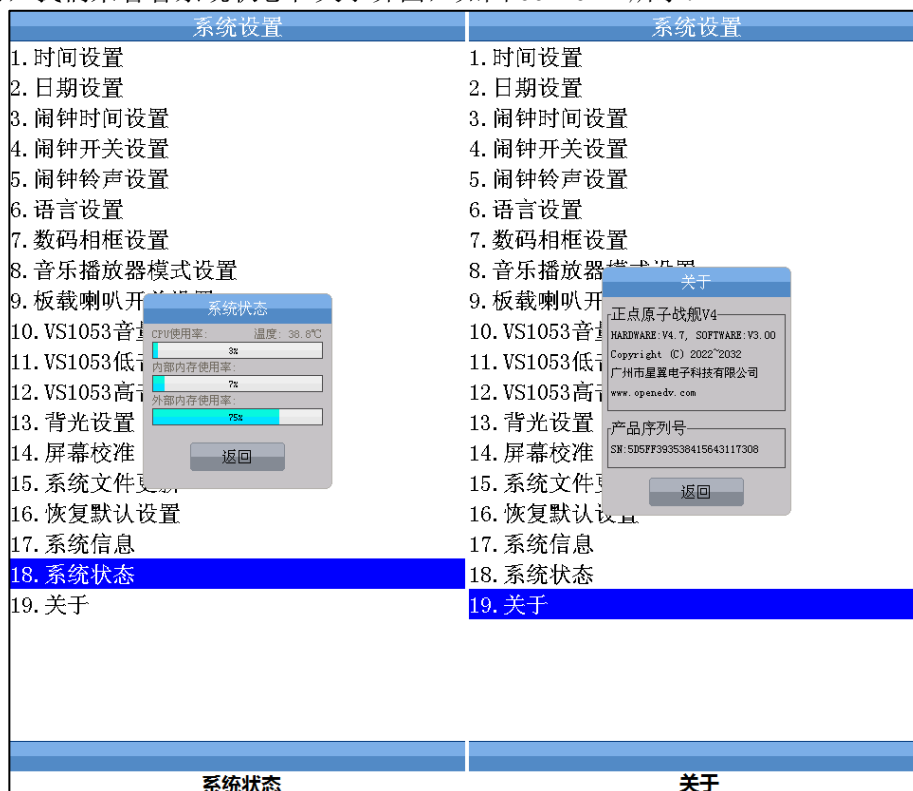 系统设置
1.时间设置
2.日期设置
3.闹钟时间设置
4.闹钟开关设置
5.闹钟铃声设置
6.语言设置
7.数码相框设置
8.音乐播放器模式设置
9.板载喇叭开
10.VS1053音
11.VS1053低
12.VS1053高
13.背光设置
14.屏幕校准
15.系统文件
16.恢复默认设置
17.系统信息
18.系统状态
19.关于
系统状态
CPU使用率: 温度: 38.8℃
3%
内部内存使用率:
7%
外部内存使用率:
75%
返回
系统状态
系统设置
1.时间设置
2.日期设置
3.闹钟时间设置
4.闹钟开关设置
5.闹钟铃声设置
6.语言设置
7.数码相框设置
8.音乐播放器
9.板载喇叭开
10.VS1053音
11.VS1053低
12.VS1053高
13.背光设置
14.屏幕校准
15.系统文件
16.恢复默认设
17.系统信息
18.系统状态
19.关于
关于
正点原子战舰V4
HARDWARE:V4.7, SOFTWARE:V3.00
Copyright (C) 2022~2032
广州市星翼电子科技有限公司
www.openedv.com
产品序列号
SN:5D5FF393538415643117308
返回
关于